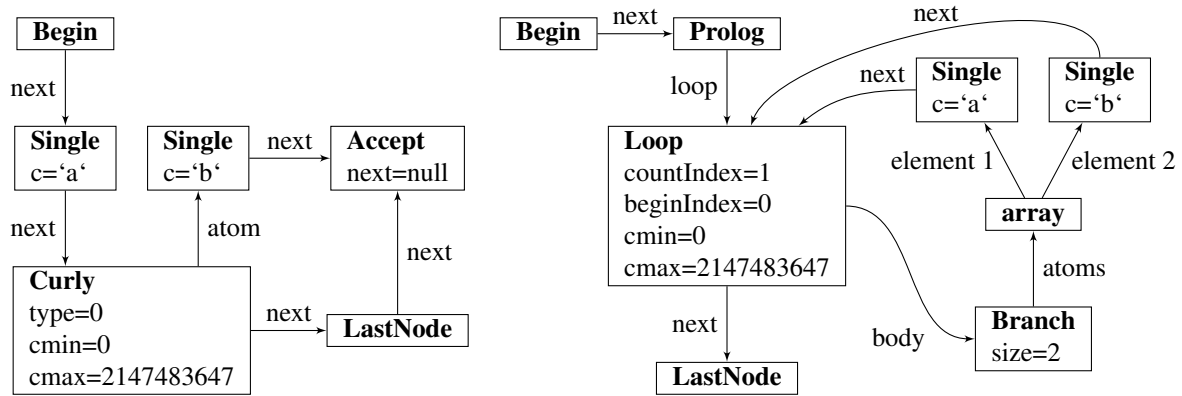 Begin
next
Single
c=‘a‘
next
Curly
type=0
cmin=0
cmax=2147483647
atom
Single
c=‘b‘
next
Accept
next=null
next
LastNode
next
Begin
next
Prolog
loop
Loop
countIndex=1
beginIndex=0
cmin=0
cmax=2147483647
next
LastNode
body
Branch
size=2
atoms
array
element 1
element 2
Single
c=‘a‘
next
Single
c=‘b‘
next